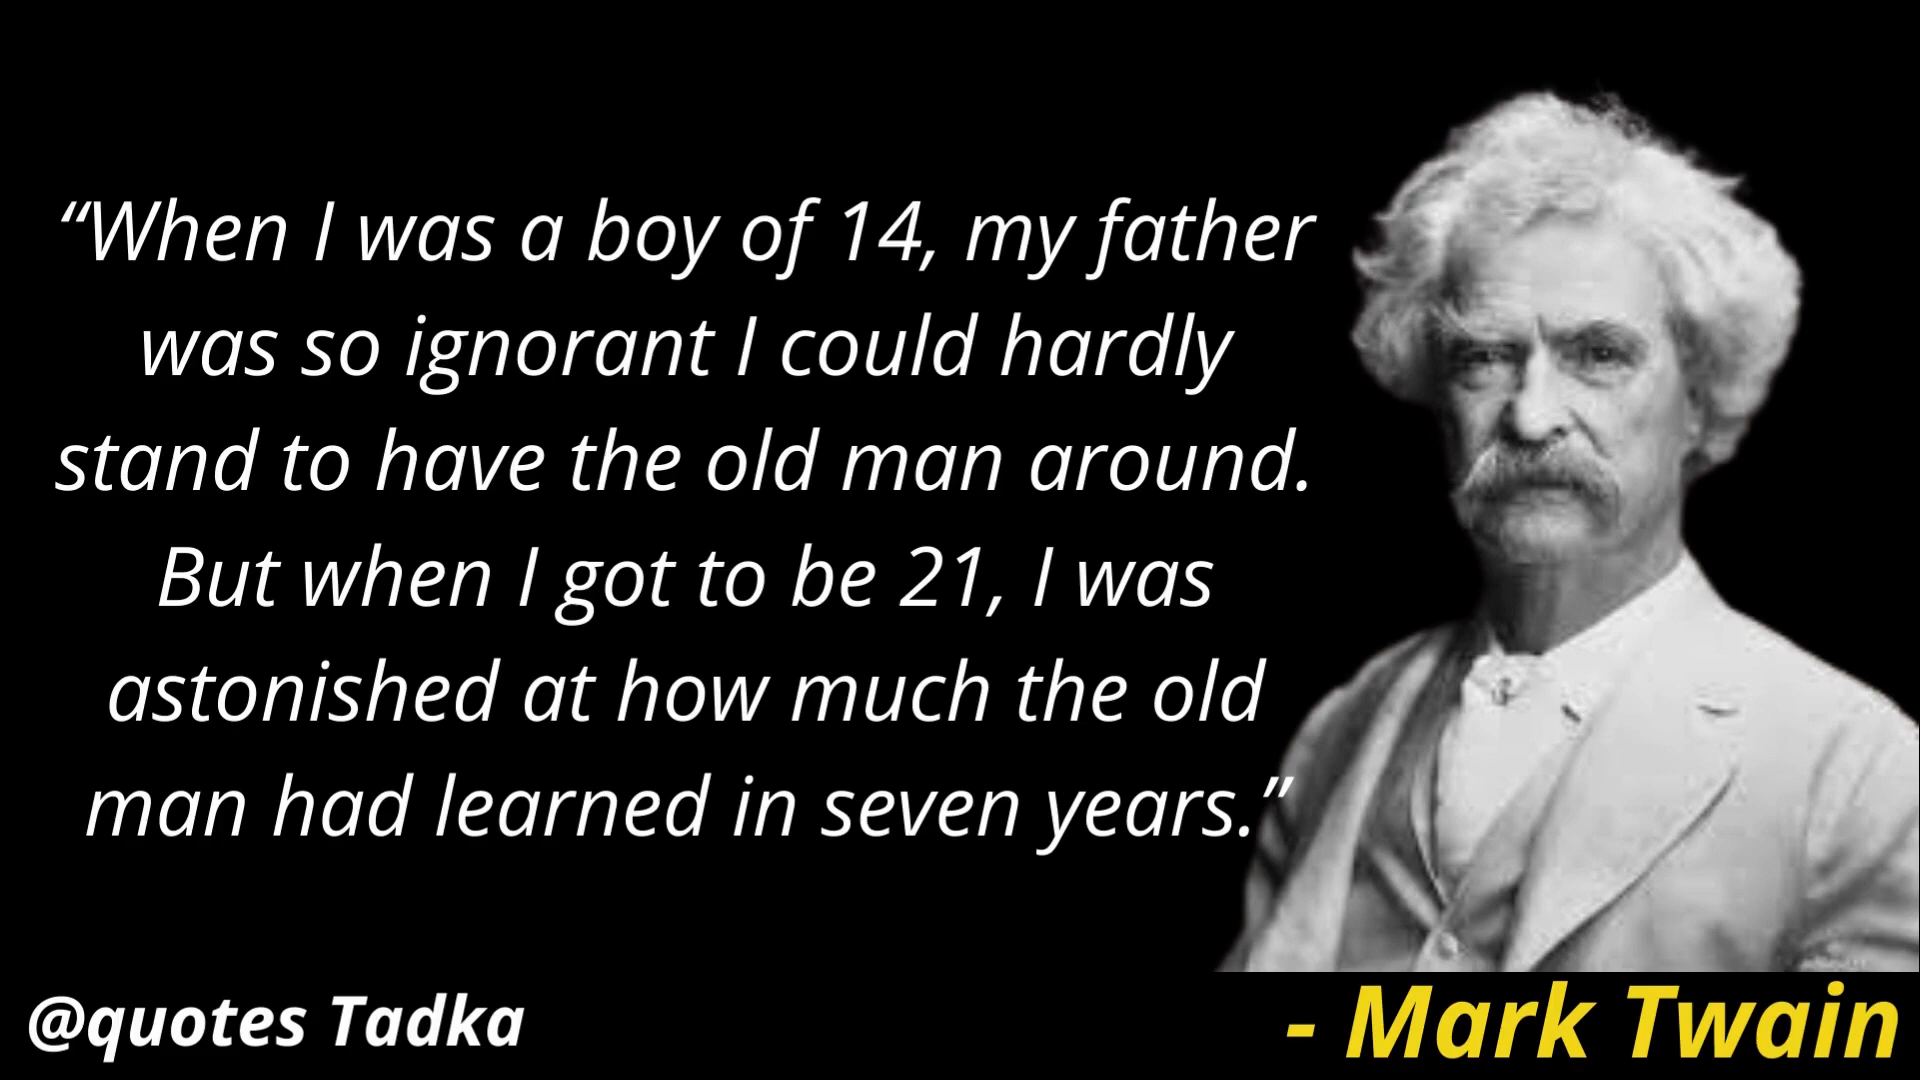 “When I was a boy of 14, my father
was so ignorant I could hardly
stand to have the old man around.
But when I got to be 21, I was
astonished at how much the old
man had learned in seven years.”
@quotes Tadka
- Mark Twain